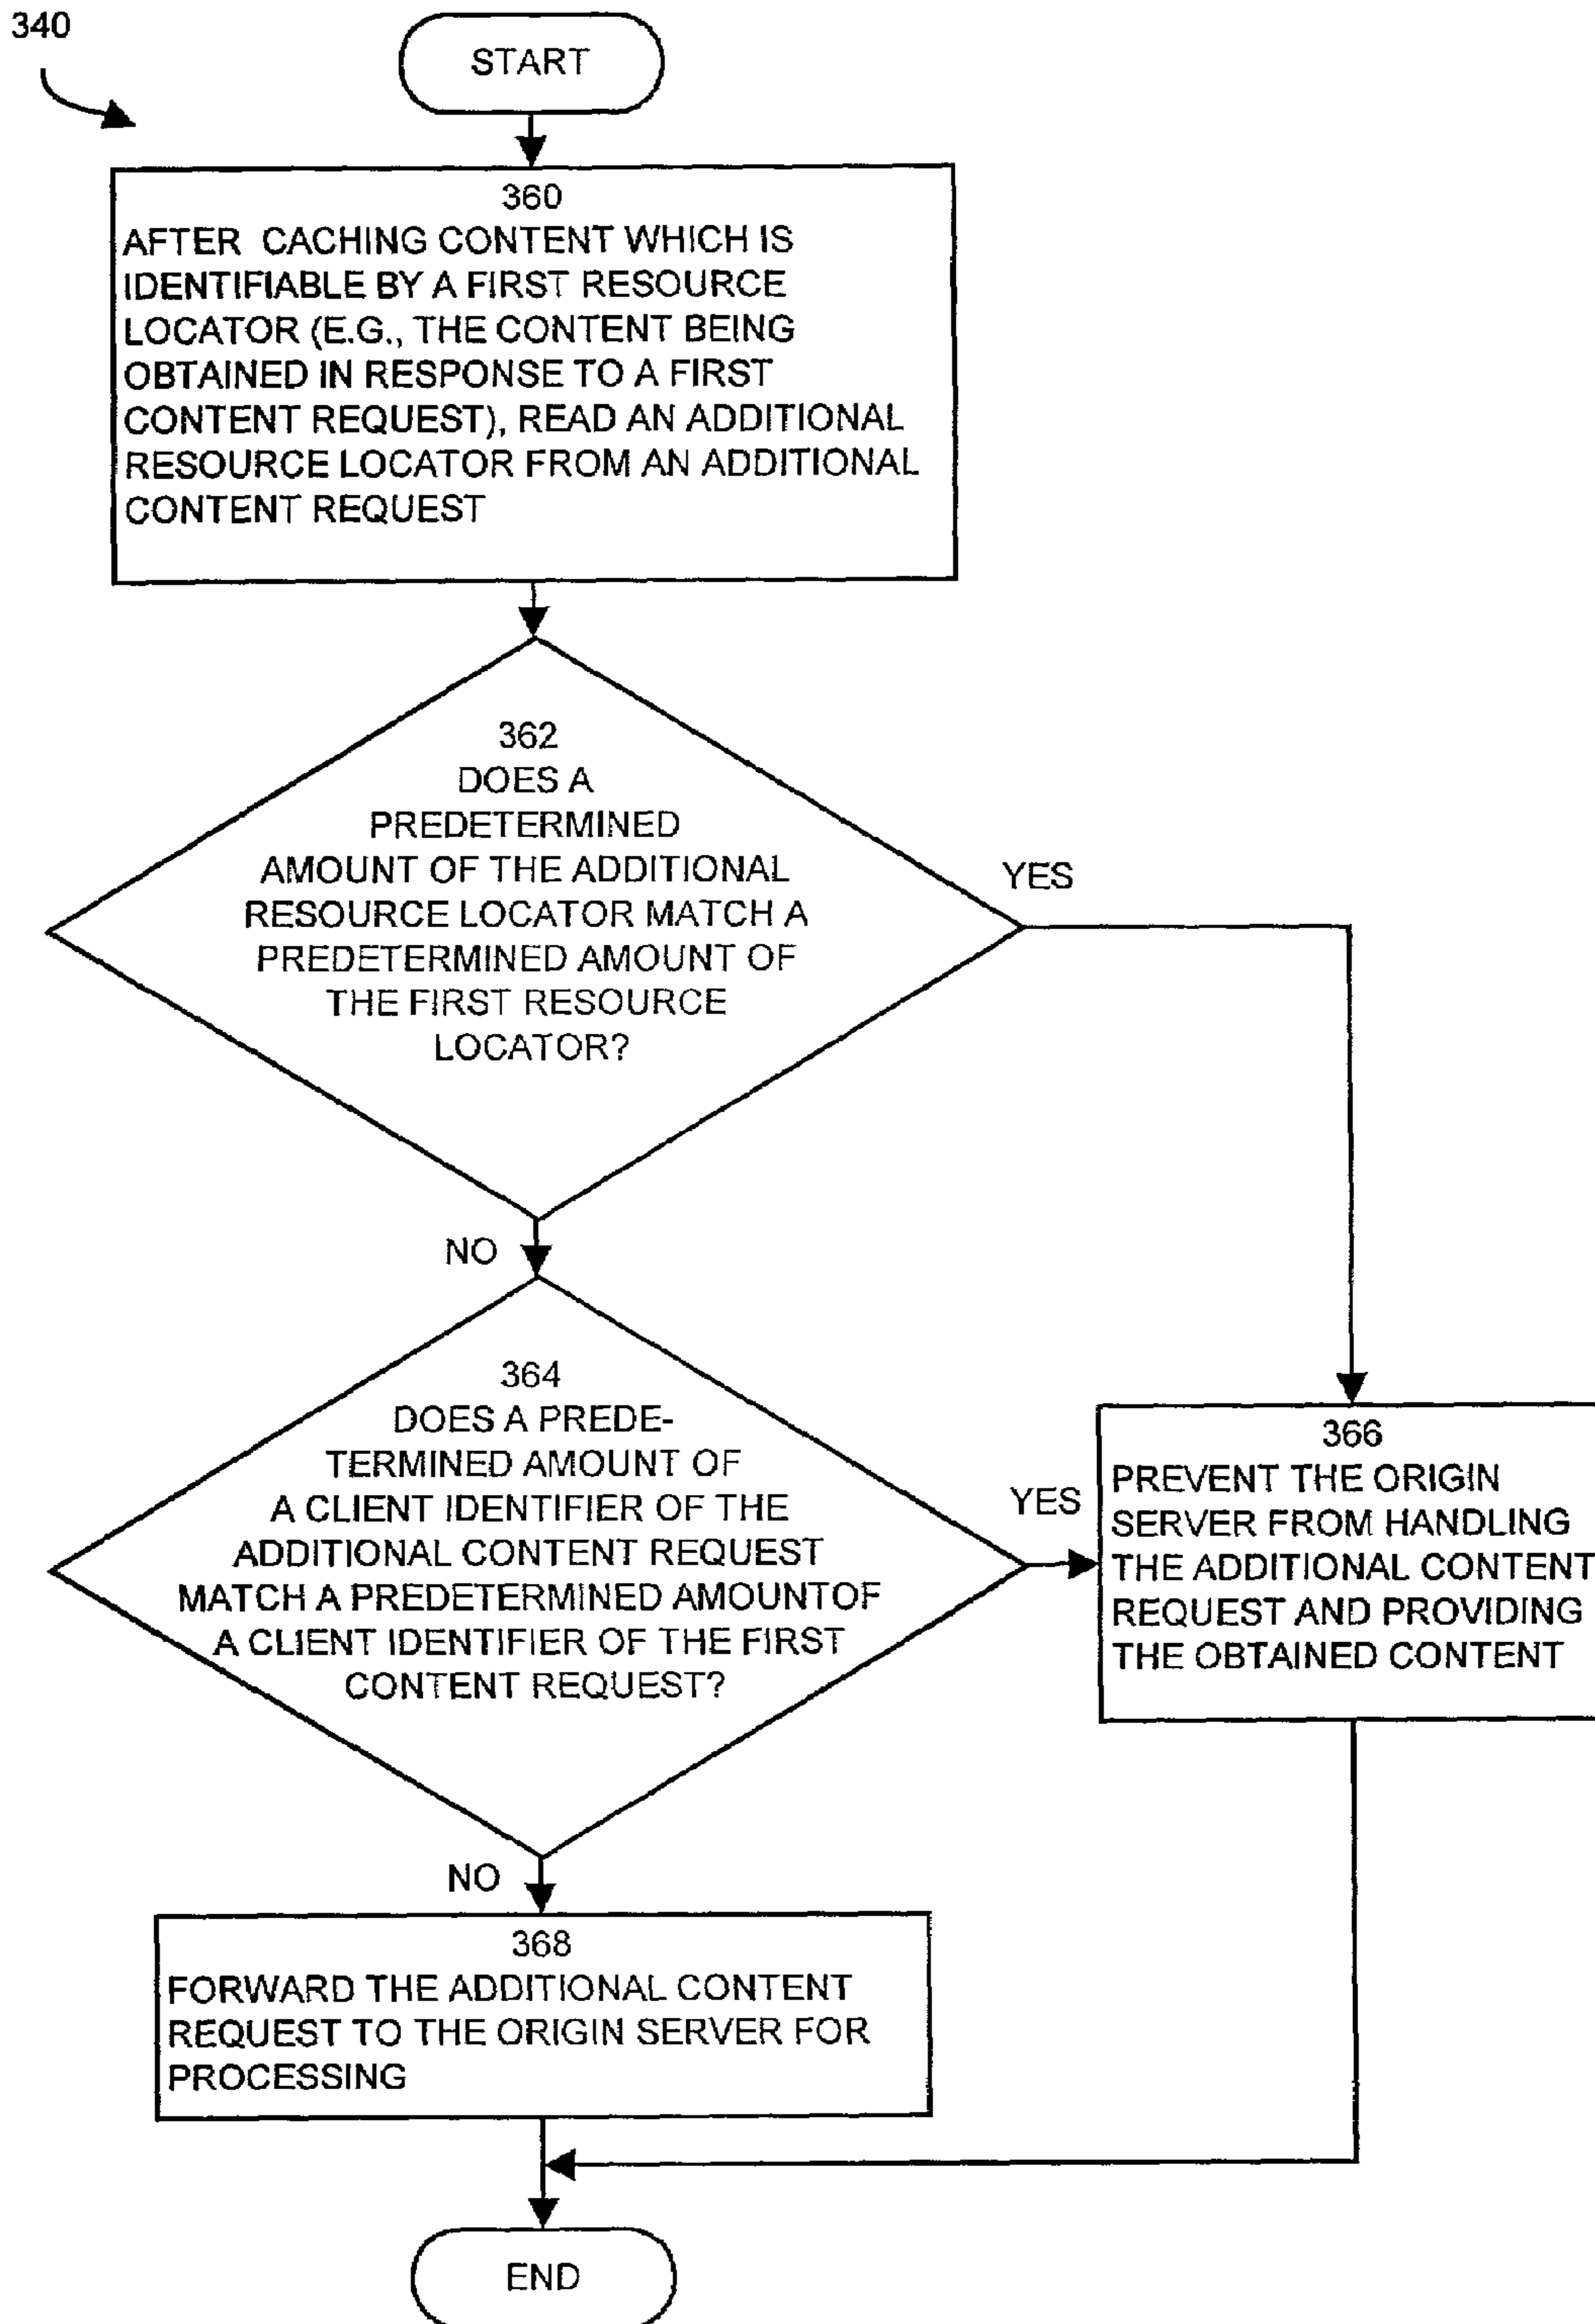 340
START
360
AFTER CACHING CONTENT WHICH IS
IDENTIFIABLE BY A FIRST RESOURCE
LOCATOR (E.G., THE CONTENT BEING
OBTAINED IN RESPONSE TO A FIRST
CONTENT REQUEST), READ AN ADDITIONAL
RESOURCE LOCATOR FROM AN ADDITIONAL
CONTENT REQUEST
362
DOES A
PREDETERMINED
AMOUNT OF THE ADDITIONAL
RESOURCE LOCATOR MATCH A
PREDETERMINED AMOUNT OF
THE FIRST RESOURCE
LOCATOR?
YES
NO
364
DOES A PREDE-
TERMINED AMOUNT OF
A CLIENT IDENTIFIER OF THE
ADDITIONAL CONTENT REQUEST
MATCH A PREDETERMINED AMOUNTOF
A CLIENT IDENTIFIER OF THE FIRST
CONTENT REQUEST?
YES
366
PREVENT THE ORIGIN
SERVER FROM HANDLING
THE ADDITIONAL CONTENT
REQUEST AND PROVIDING
THE OBTAINED CONTENT
NO
368
FORWARD THE ADDITIONAL CONTENT
REQUEST TO THE ORIGIN SERVER FOR
PROCESSING
END